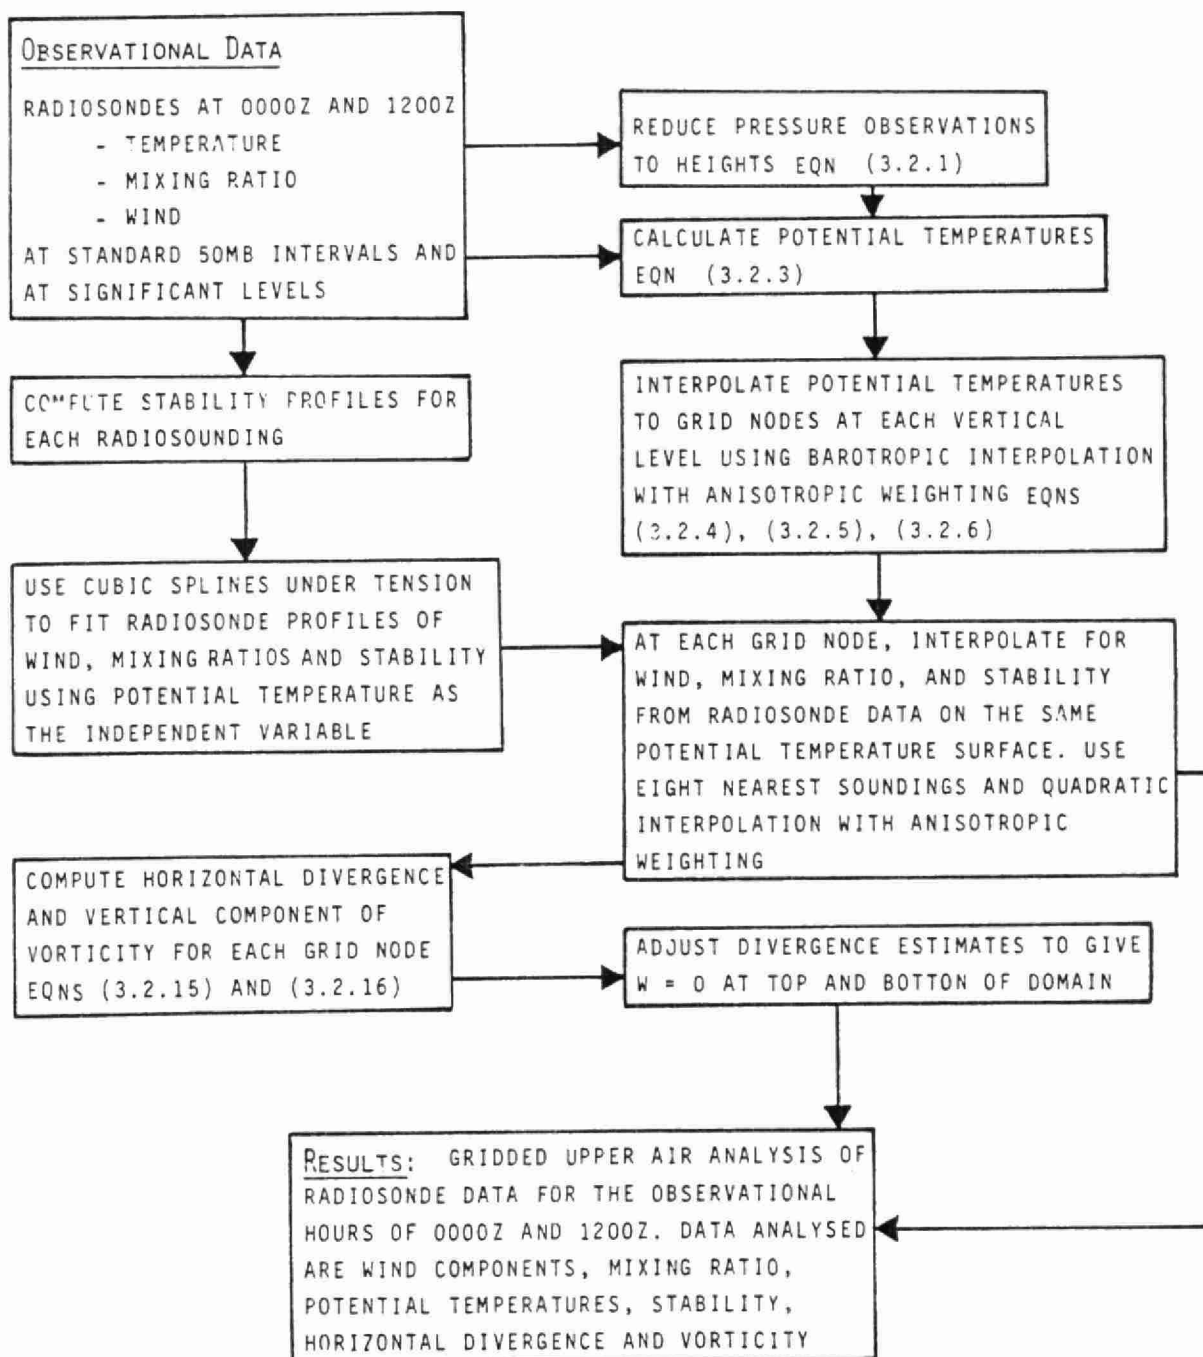 OBSERVATIONAL DATA
RADIOSONDES AT 0000Z AND 1200Z
- TEMPERATURE
- MIXING RATIO
- WIND
AT STANDARD 50MB INTERVALS AND
AT SIGNIFICANT LEVELS
REDUCE PRESSURE OBSERVATIONS
TO HEIGHTS EQN (3.2.1)
CALCULATE POTENTIAL TEMPERATURES
EQN (3.2.3)
COMPUTE STABILITY PROFILES FOR
EACH RADIOSOUNDING
INTERPOLATE POTENTIAL TEMPERATURES
TO GRID NODES AT EACH VERTICAL
LEVEL USING BAROTROPIC INTERPOLATION
WITH ANISOTROPIC WEIGHTING EQNS
(3.2.4), (3.2.5), (3.2.6)
USE CUBIC SPLINES UNDER TENSION
TO FIT RADIOSONDE PROFILES OF
WIND, MIXING RATIOS AND STABILITY
USING POTENTIAL TEMPERATURE AS
THE INDEPENDENT VARIABLE
AT EACH GRID NODE, INTERPOLATE FOR
WIND, MIXING RATIO, AND STABILITY
FROM RADIOSONDE DATA ON THE SAME
POTENTIAL TEMPERATURE SURFACE. USE
EIGHT NEAREST SOUNDINGS AND QUADRATIC
INTERPOLATION WITH ANISOTROPIC
WEIGHTING
COMPUTE HORIZONTAL DIVERGENCE
AND VERTICAL COMPONENT OF
VORTICITY FOR EACH GRID NODE
EQNS (3.2.15) AND (3.2.16)
ADJUST DIVERGENCE ESTIMATES TO GIVE
W = 0 AT TOP AND BOTTON OF DOMAIN
RESULTS: GRIDDED UPPER AIR ANALYSIS OF
RADIOSONDE DATA FOR THE OBSERVATIONAL
HOURS OF 0000Z AND 1200Z. DATA ANALYSED
ARE WIND COMPONENTS, MIXING RATIO,
POTENTIAL TEMPERATURES, STABILITY,
HORIZONTAL DIVERGENCE AND VORTICITY